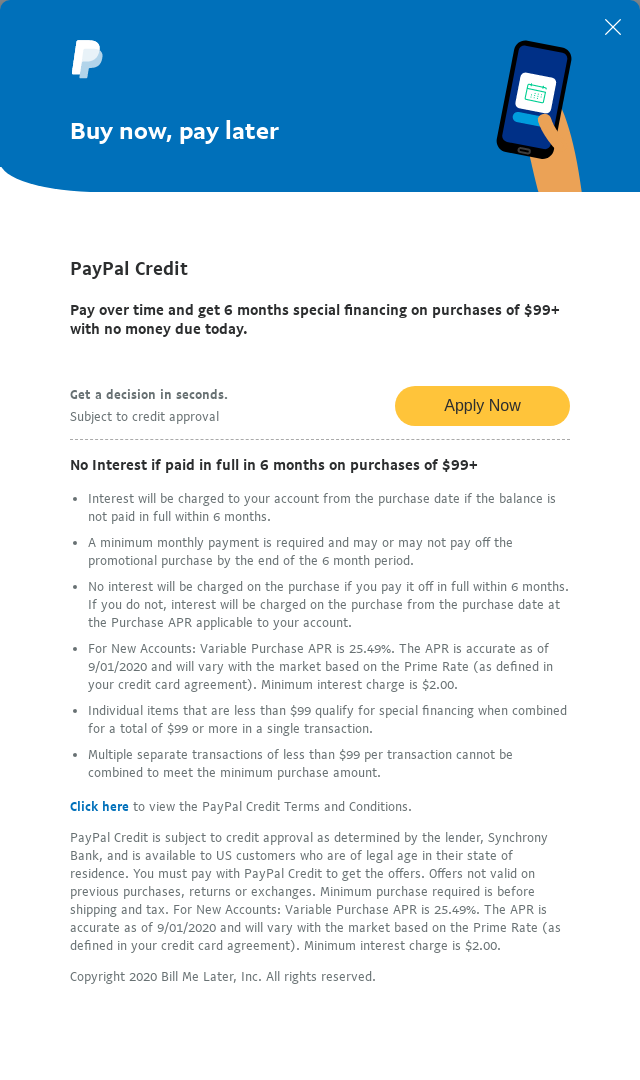 Buy now, pay later
PayPal Credit
Pay over time and get 6 months special financing on purchases of $99+
with no money due today.
Get a decision in seconds.
Subject to credit approval
Apply Now
No Interest if paid in full in 6 months on purchases of $99+
• Interest will be charged to your account from the purchase date if the balance is
not paid in full within 6 months.
• A minimum monthly payment is required and may or may not pay off the
promotional purchase by the end of the 6 month period.
• No interest will be charged on the purchase if you pay it off in full within 6 months.
If you do not, interest will be charged on the purchase from the purchase date at
the Purchase APR applicable to your account.
• For New Accounts: Variable Purchase APR is 25.49%. The APR is accurate as of
9/01/2020 and will vary with the market based on the Prime Rate (as defined in
your credit card agreement). Minimum interest charge is $2.00.
• Individual items that are less than $99 qualify for special financing when combined
for a total of $99 or more in a single transaction.
• Multiple separate transactions of less than $99 per transaction cannot be
combined to meet the minimum purchase amount.
Click here to view the PayPal Credit Terms and Conditions.
PayPal Credit is subject to credit approval as determined by the lender, Synchrony
Bank, and is available to US customers who are of legal age in their state of
residence. You must pay with PayPal Credit to get the offers. Offers not valid on
previous purchases, returns or exchanges. Minimum purchase required is before
shipping and tax. For New Accounts: Variable Purchase APR is 25.49%. The APR is
accurate as of 9/01/2020 and will vary with the market based on the Prime Rate (as
defined in your credit card agreement). Minimum interest charge is $2.00.
Copyright 2020 Bill Me Later, Inc. All rights reserved.